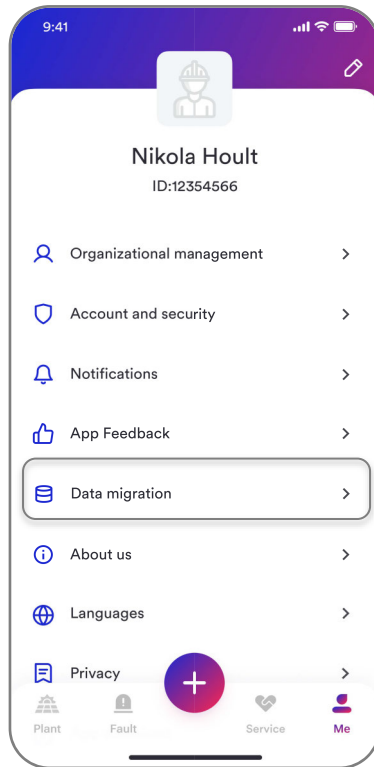 9:41
Nikola Hoult
ID:12354566
Organizational management
Account and security
Notifications
App Feedback
Data migration
About us
Languages
Privacy
Plant
Fault
Service
Me